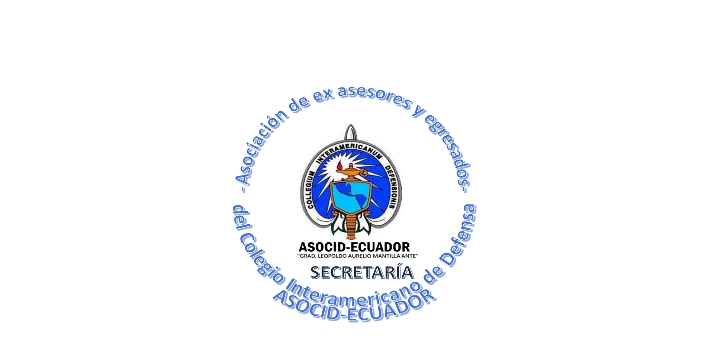 -Asociación de ex asesores y egresados-
del Colegio Interamericano de Defensa
ASOCID-ECUADOR
COLLEGIUM INTERAMERICANUM DEFENSIONIS
ASOCID-ECUADOR
"GRAD. LEOPOLDO AURELIO MANTILLA ANTE"
SECRETARÍA